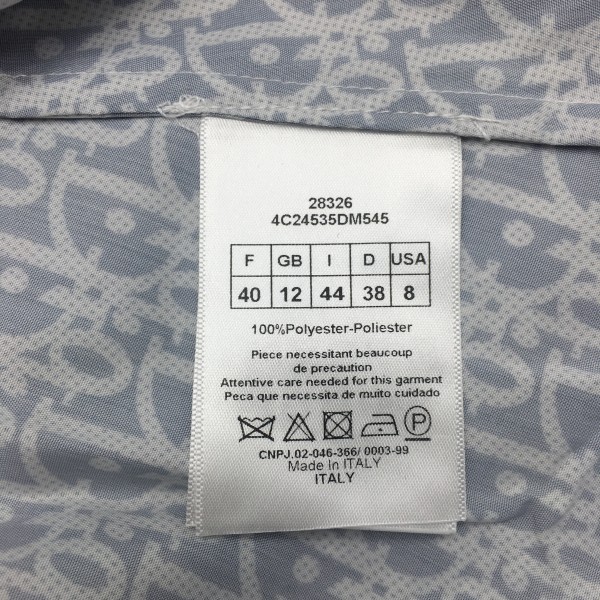 28326
4C24535DM545
F GB I D USA
40 12 44 38 8
100%Polyester-Poliester
Piece necessitant beaucoup
de precaution
Attentive care needed for this garment
Peca que necessita de muito cuidado
P
CNPJ.02-046-366/ 0003-99
Made In ITALY
ITALY